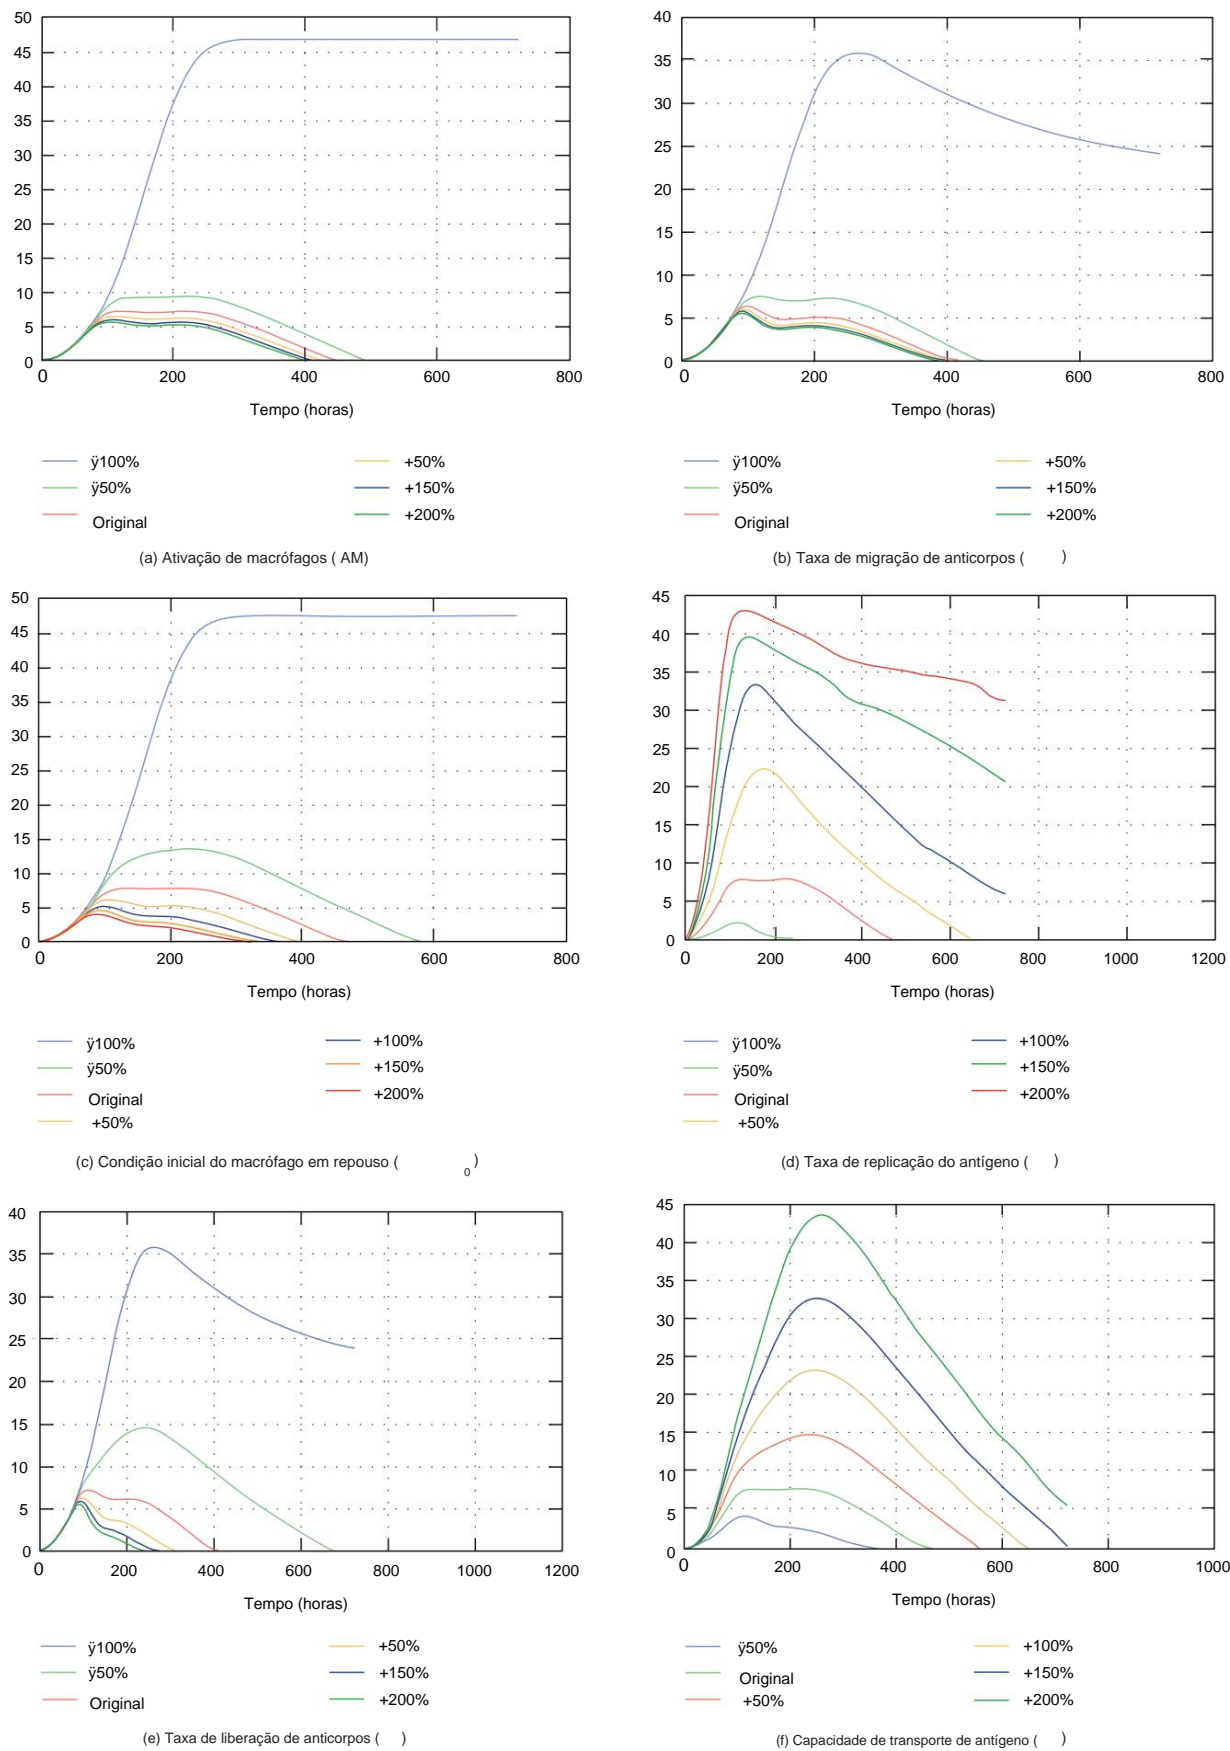 50
45
40
35
30
25
20
15
10
5
0
0 200 400 600 800
Tempo (horas)
ÿ100%
ÿ50%
Original
+50%
+150%
+200%
(a) Ativação de macrófagos ( AM)
40
35
30
25
20
15
10
5
0
0 200 400 600 800
Tempo (horas)
ÿ100%
ÿ50%
Original
+50%
+150%
+200%
(b) Taxa de migração de anticorpos ( )
50
45
40
35
30
25
20
15
10
5
0
0 200 400 600 800
Tempo (horas)
ÿ100%
ÿ50%
Original
+50%
+100%
+150%
+200%
(c) Condição inicial do macrófago em repouso ( 0 )
45
40
35
30
25
20
15
10
5
0
0 200 400 600 800 1000 1200
Tempo (horas)
ÿ100%
ÿ50%
Original
+50%
+100%
+150%
+200%
(d) Taxa de replicação do antígeno ( )
40
35
30
25
20
15
10
5
0
0 200 400 600 800 1000 1200
Tempo (horas)
ÿ100%
ÿ50%
Original
+50%
+150%
+200%
(e) Taxa de liberação de anticorpos ( )
45
40
35
30
25
20
15
10
5
0
0 200 400 600 800 1000
Tempo (horas)
ÿ50%
Original
+50%
+100%
+150%
+200%
(f) Capacidade de transporte de antígeno ( )